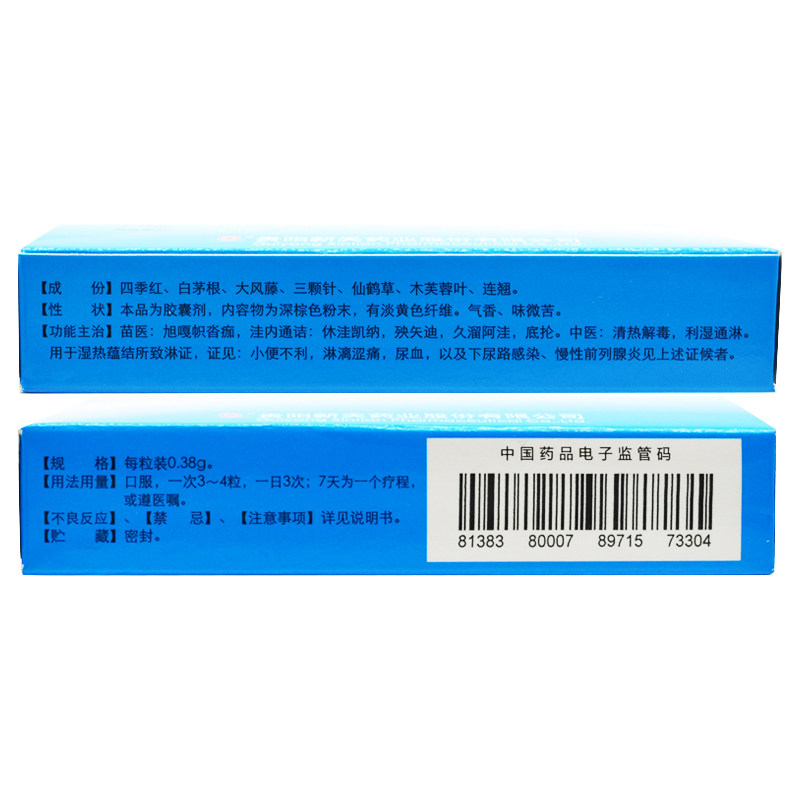 【成　份】四季红、白茅根、大风藤、三颗针、仙鹤草、木芙蓉叶、连翘。
【性　状】本品为胶囊剂，内容物为深棕色粉末，有淡黄色纤维。气香、味微苦。
【功能主治】苗医：旭嘎帜沓痂，洼内通诘：休洼凯纳，殃矢迪，久溜阿洼，底抡。中医：清热解毒，利湿通淋。
用于湿热蕴结所致淋证，证见：小便不利，淋漓涩痛，尿血，以及下尿路感染、慢性前列腺炎见上述证候者。
【规　格】每粒装0.38g。
【用法用量】口服，一次3～4粒，一日3次；7天为一个疗程，
或遵医嘱。
【不良反应】、【禁　忌】、【注意事项】详见说明书。
【贮　藏】密封。
中国药品电子监管码
81383 80007 89715 73304